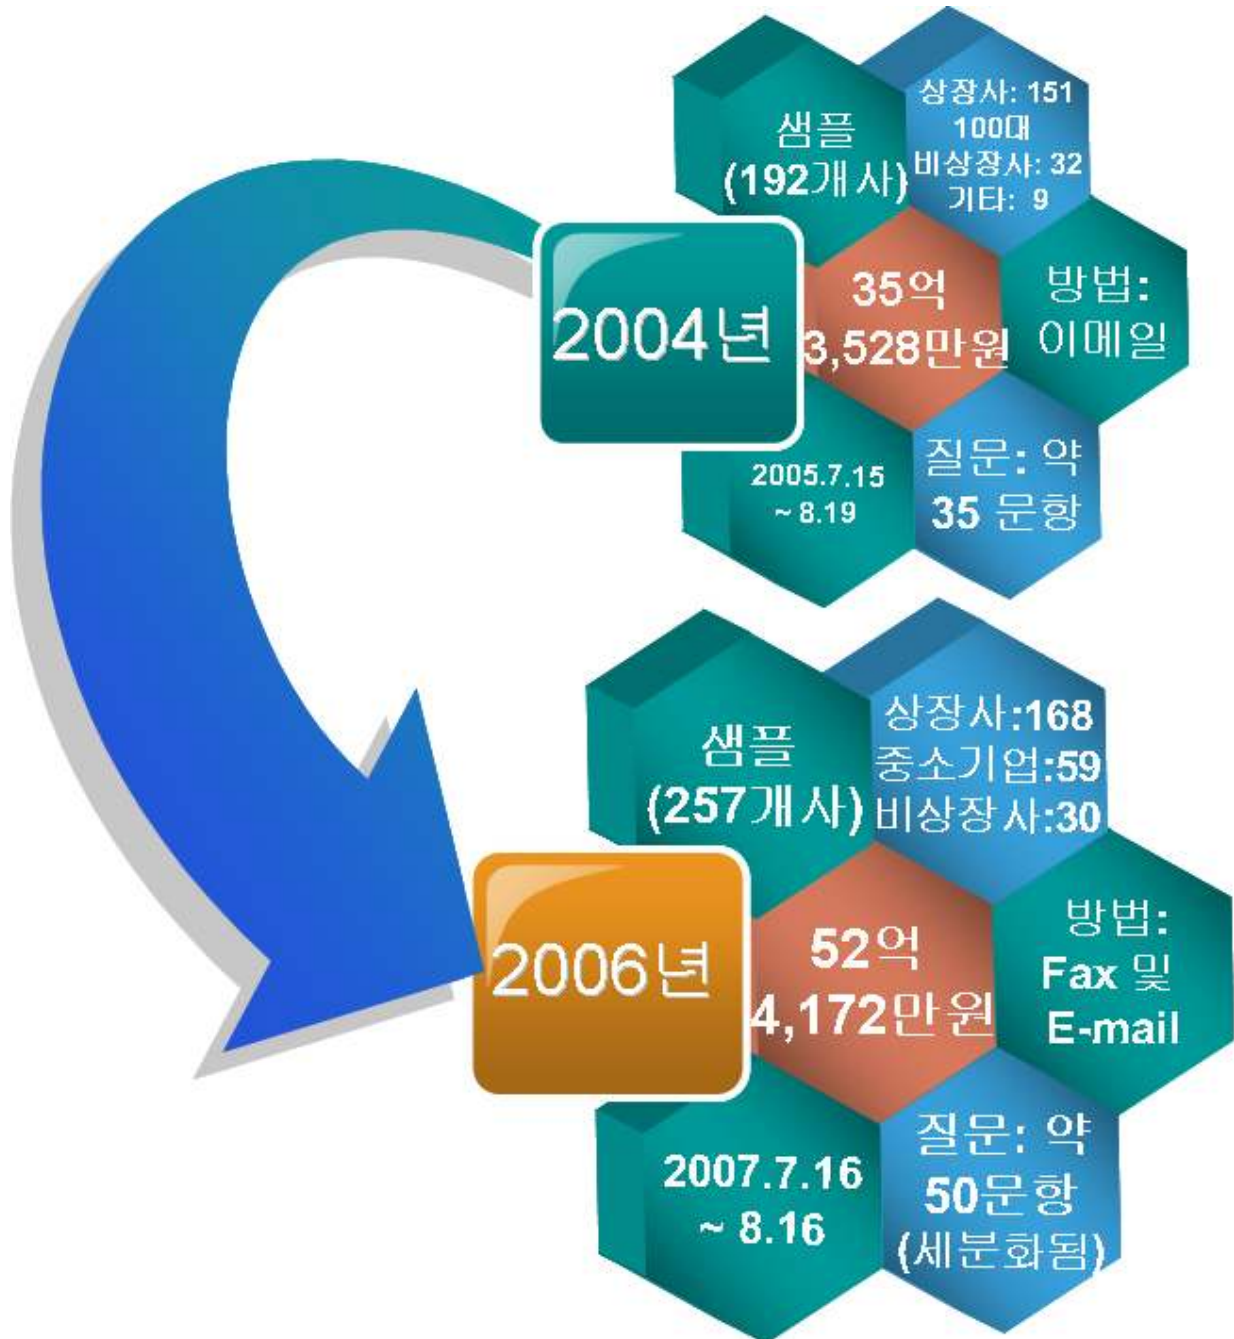 샘플
(192개사)
상장사: 151
100대
비상장사: 32
기타: 9
2004년
35억
3,528만원
방법:
이메일
2005.7.15
~ 8.19
질문: 약
35 문항
샘플
(257개사)
상장사:168
중소기업:59
비상장사:30
2006년
52억
4,172만원
방법:
Fax 및
E-mail
2007.7.16
~ 8.16
질문: 약
50문항
(세분화됨)